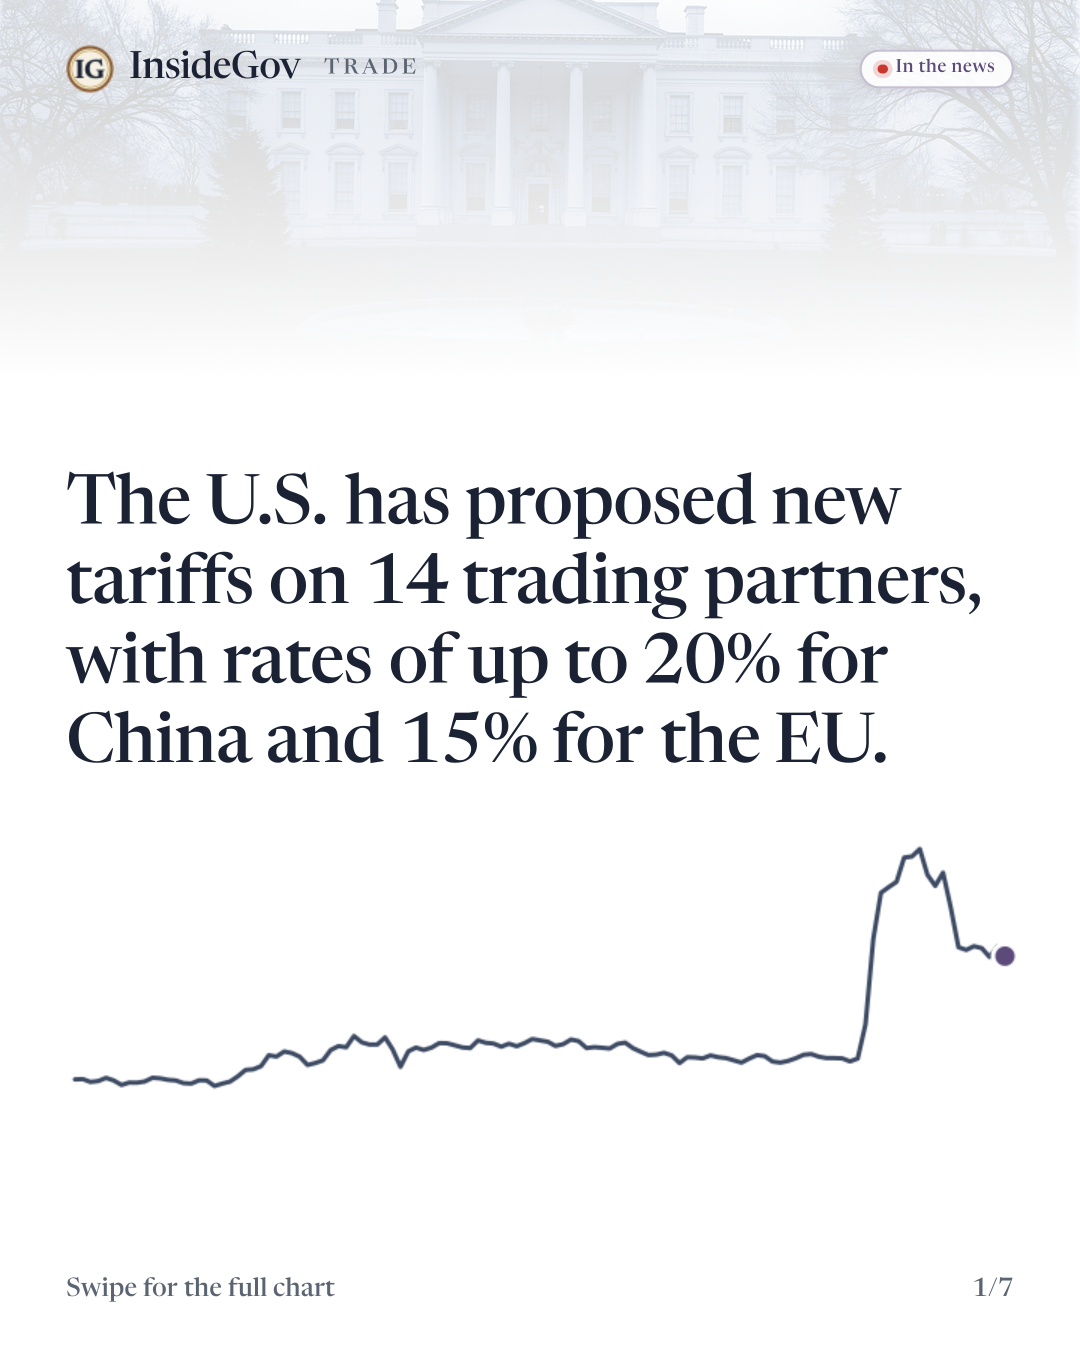 IG InsideGov TRADE
In the news
The U.S. has proposed new
tariffs on 14 trading partners,
with rates of up to 20% for
China and 15% for the EU.
Swipe for the full chart
1/7